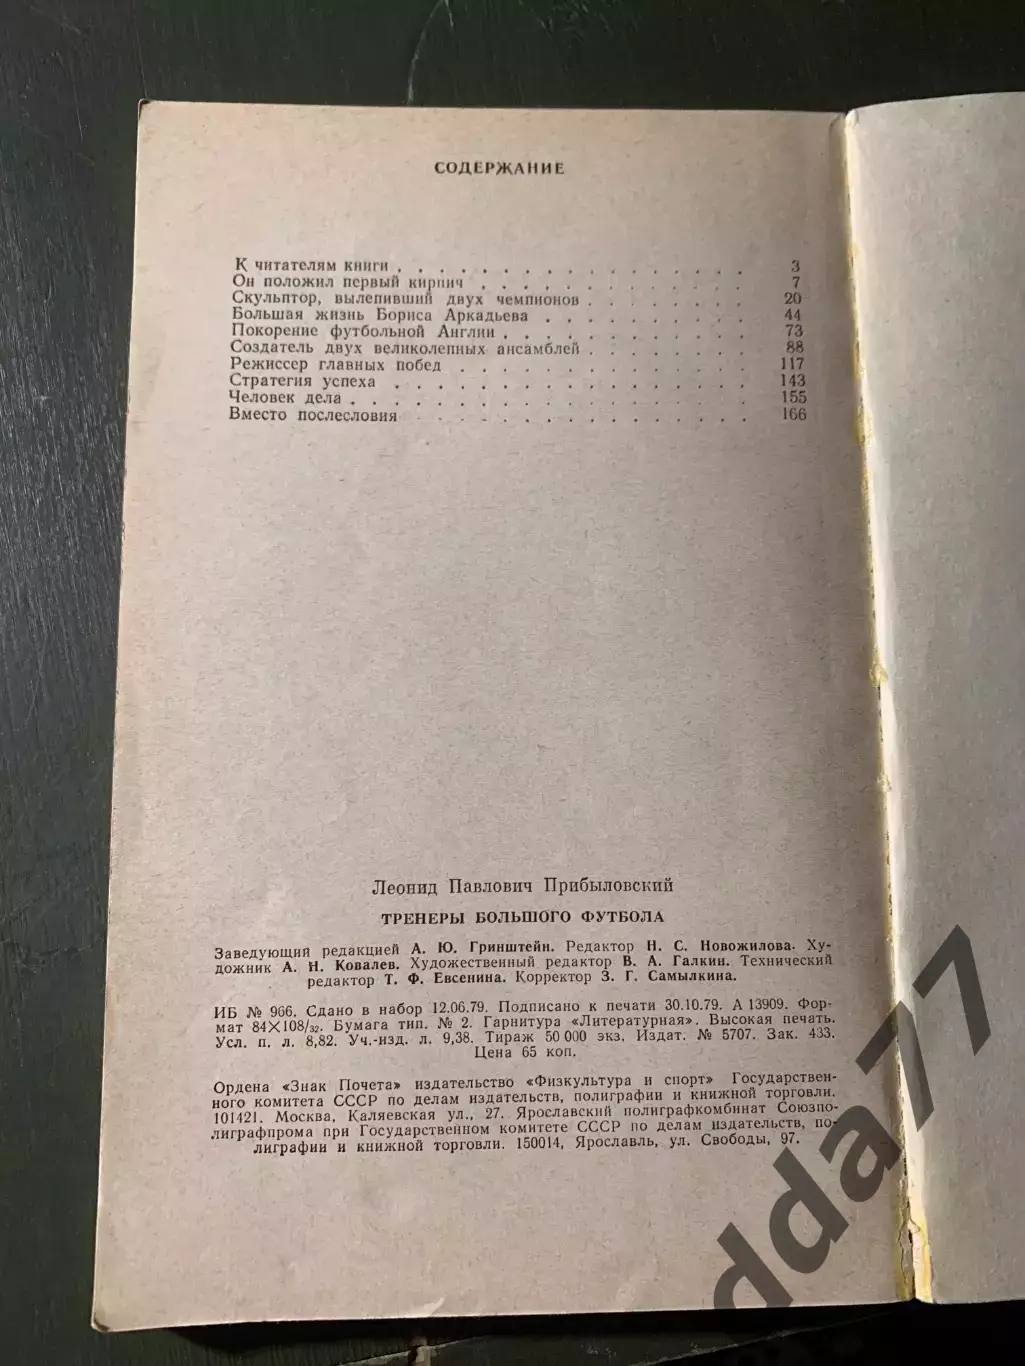 СОДЕРЖАНИЕ
К читателям книги . . . . . . . . . . . . . 3
Он положил первый кирпич . . . . . . . . . . 7
Скульптор, вылепивший двух чемпионов . . . . . . . . 20
Большая жизнь Бориса Аркадьева . . . . . . . . . . 44
Покорение футбольной Англии . . . . . . . . . . . 73
Создатель двух великолепных ансамблей . . . . . . . . 88
Режиссер главных побед . . . . . . . . . . . . 117
Стратегия успеха . . . . . . . . . . . . . . 143
Человек дела . . . . . . . . . . . . . . . 155
Вместо послесловия . . . . . . . . . . . . . 166
Леонид Павлович Прибыловский
ТРЕНЕРЫ БОЛЬШОГО ФУТБОЛА
Заведующий редакцией А. Ю. Гринштейн. Редактор Н. С. Новожилова. Ху-
дожник А. Н. Ковалев. Художественный редактор В. А. Галкин. Технический
редактор Т. Ф. Евсенина. Корректор З. Г. Самылкина.
ИБ № 966. Сдано в набор 12.06.79. Подписано к печати 30.10.79. А 13909. Фор-
мат 84×108/32. Бумага тип. № 2. Гарнитура «Литературная». Высокая печать.
Усл. п. л. 8,82. Уч.-изд. л. 9,38. Тираж 50 000 экз. Издат. № 5707. Зак. 433.
Цена 65 коп.
Ордена «Знак Почета» издательство «Физкультура и спорт» Государствен-
ного комитета СССР по делам издательств, полиграфии и книжной торговли.
101421. Москва, Каляевская ул., 27. Ярославский полиграфкомбинат Союзпо-
лиграфпрома при Государственном комитете СССР по делам издательств, по-
лиграфии и книжной торговли. 150014, Ярославль, ул. Свободы, 97.
dda77